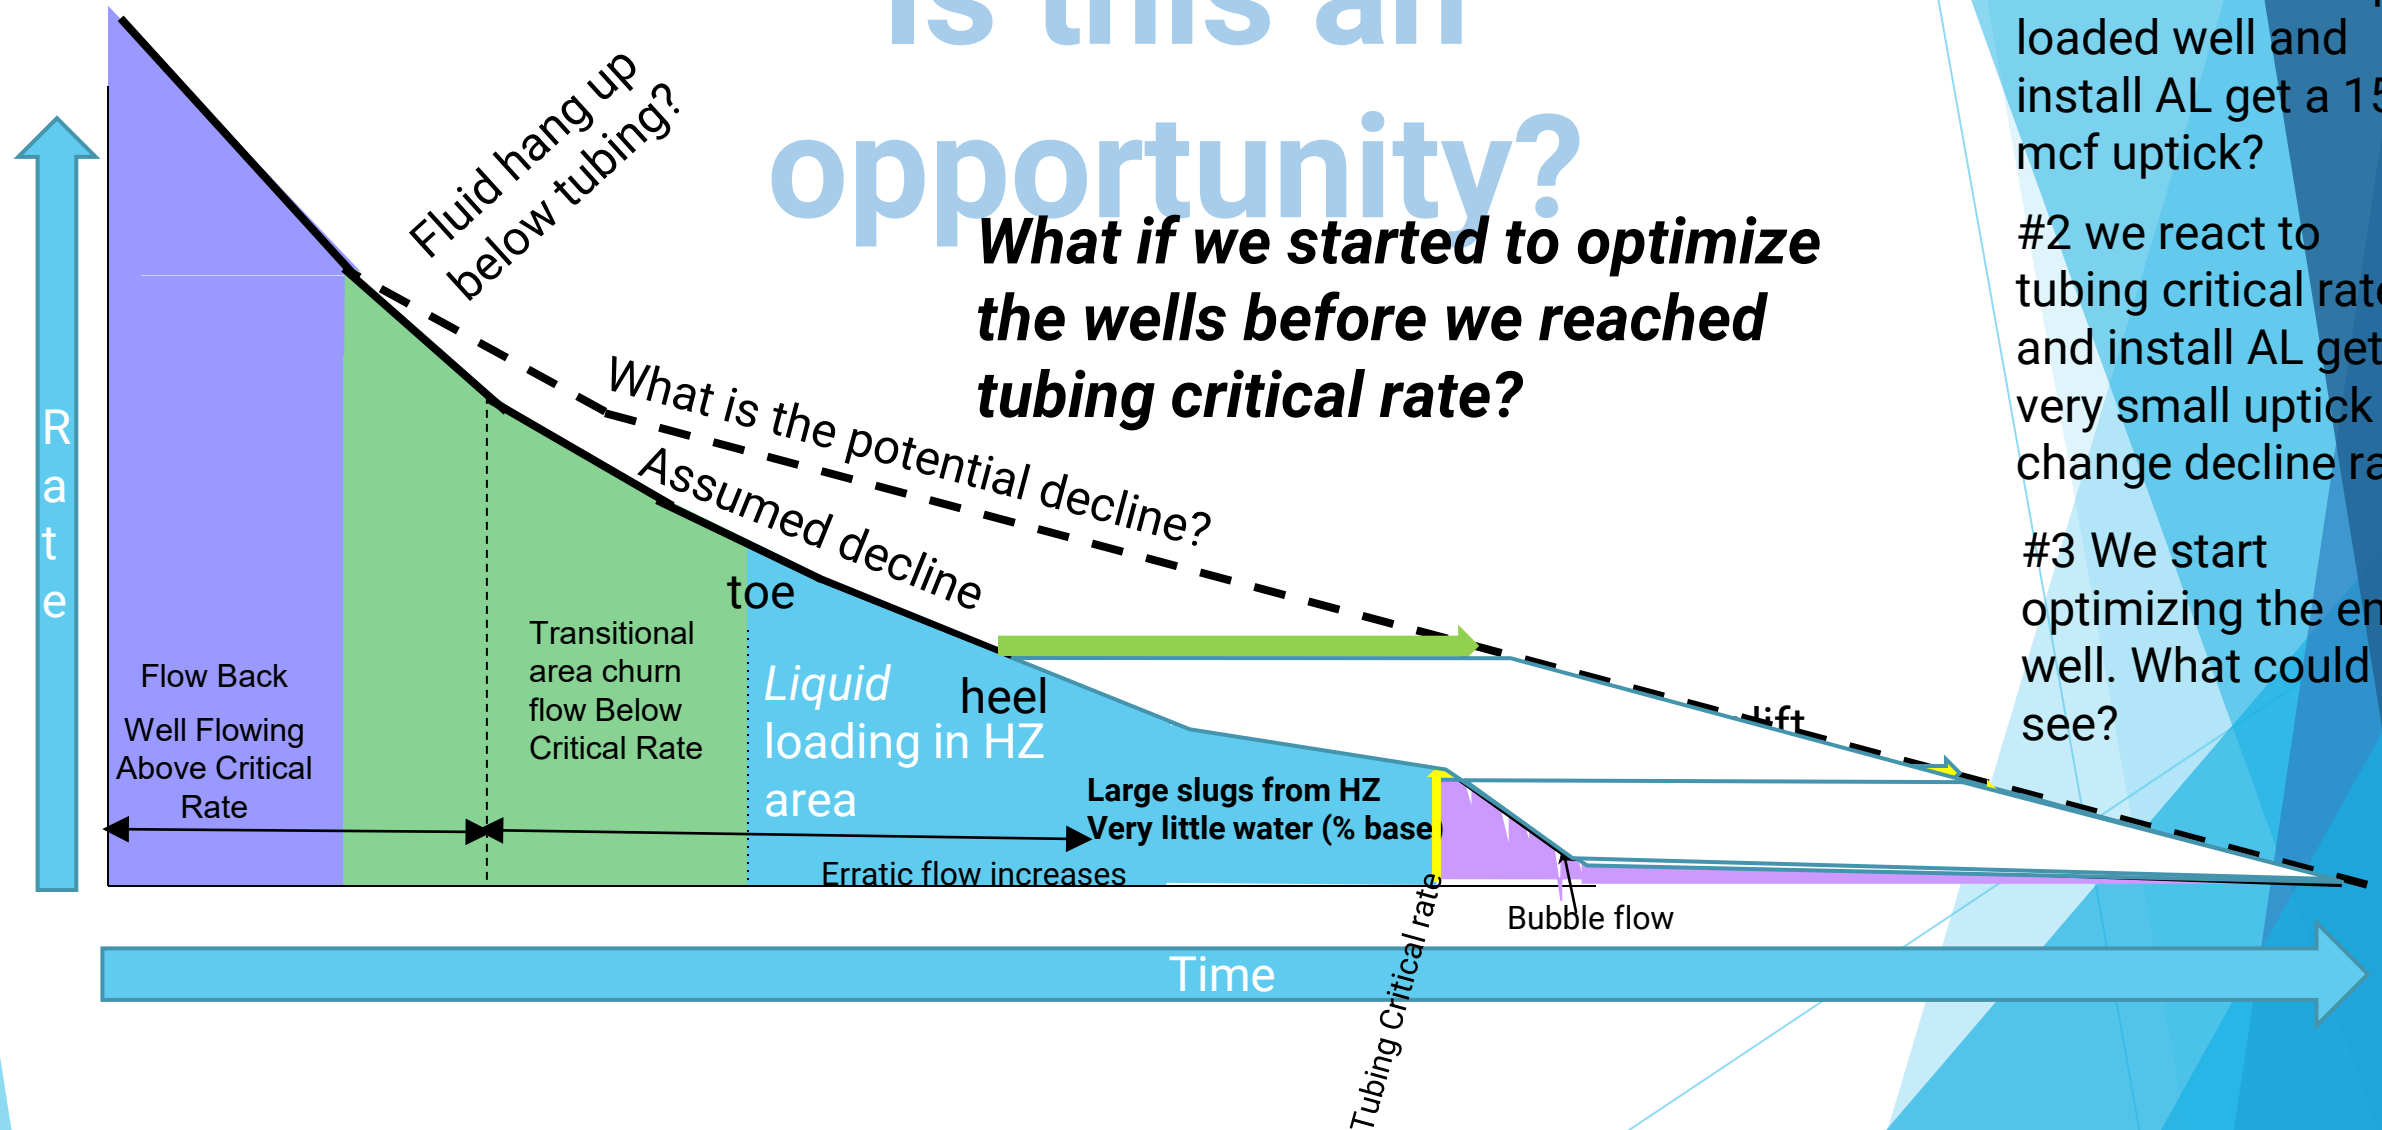 Is this an
opportunity?
What if we started to optimize
the wells before we reached
tubing critical rate?
Fluid hang up
below tubing?
What is the potential decline?
Assumed decline
Rate
toe
heel
Flow Back
Well Flowing
Above Critical
Rate
Transitional
area churn
flow Below
Critical Rate
Liquid
loading in HZ
area
Large slugs from HZ
Very little water (% base)
Erratic flow increases
Tubing Critical rate
Bubble flow
lift
Time
loaded well and
install AL get a 15
mcf uptick?
#2 we react to
tubing critical rate
and install AL get
very small uptick
change decline ra
#3 We start
optimizing the en
well. What could
see?